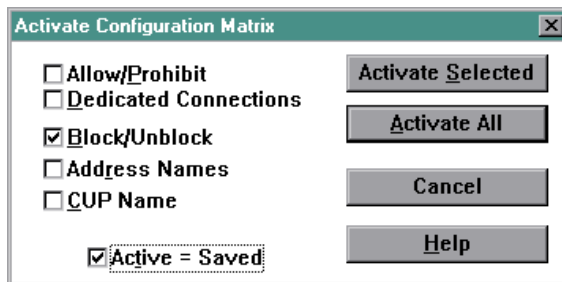 Activate Configuration Matrix
Allow/Prohibit
Dedicated Connections
Block/Unblock
Address Names
CUP Name
Active = Saved
Activate Selected
Activate All
Cancel
Help